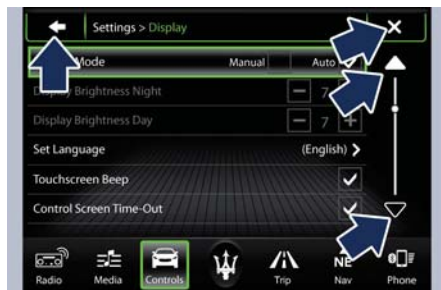 Settings > Display
Mode Manual Auto
Display Brightness Night 7
Display Brightness Day 7
Set Language (English)
Touchscreen Beep
Control Screen Time-Out
Radio Media Controls Trip Nav Phone